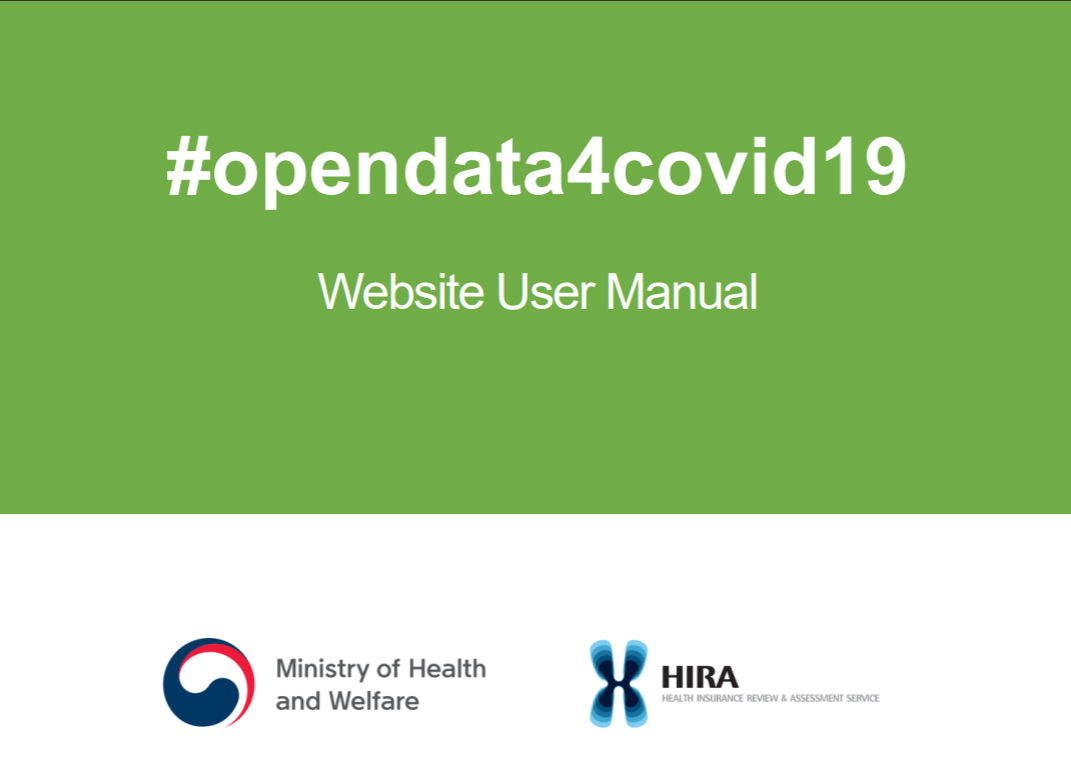 #opendata4covid19
Website User Manual
Ministry of Health
and Welfare
HIRA
HEALTH INSURANCE REVIEW & ASSESSMENT SERVICE